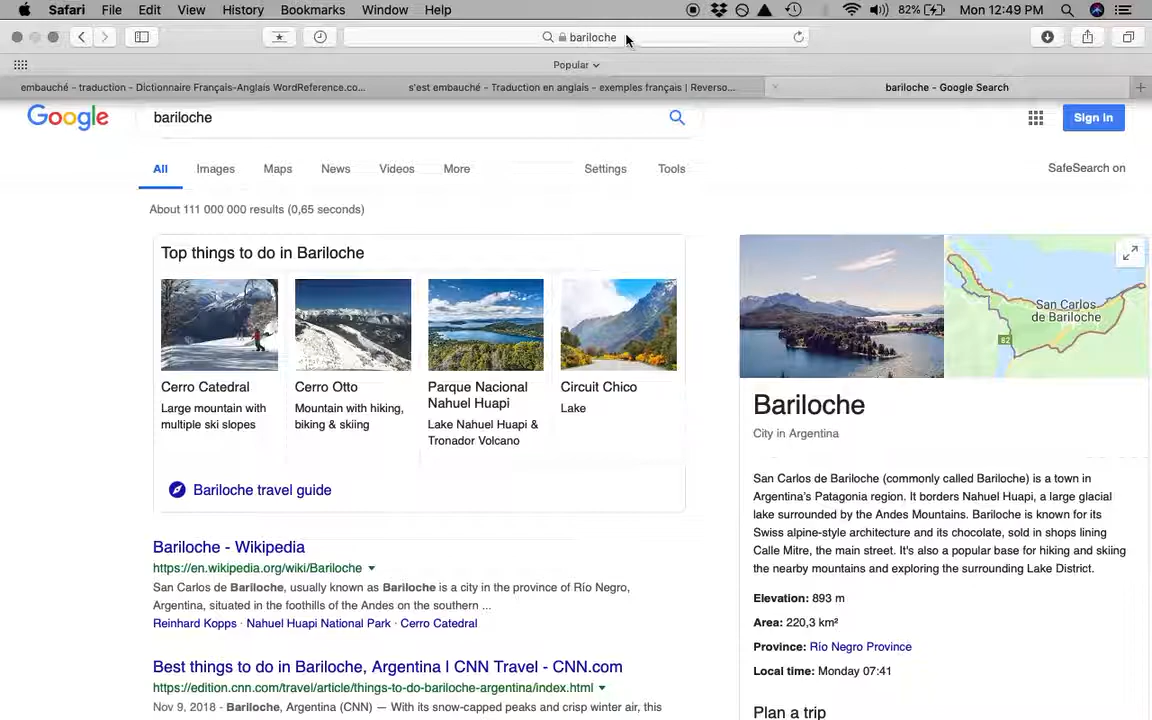 Safari File Edit View History Bookmarks Window Help 82% Mon 12:49 PM
bariloche
Popular
embauché - traduction - Dictionnaire Français-Anglais WordReference.co... s'est embauché - Traduction en anglais - exemples français | Reverso... bariloche - Google Search
Google bariloche Sign in
All Images Maps News Videos More Settings Tools SafeSearch on
About 111 000 000 results (0,65 seconds)
Top things to do in Bariloche
Cerro Catedral
Large mountain with
multiple ski slopes
Cerro Otto
Mountain with hiking,
biking & skiing
Parque Nacional
Nahuel Huapi
Lake Nahuel Huapi &
Tronador Volcano
Circuit Chico
Lake
Bariloche travel guide
Bariloche - Wikipedia
https://en.wikipedia.org/wiki/Bariloche
San Carlos de Bariloche, usually known as Bariloche is a city in the province of Río Negro,
Argentina, situated in the foothills of the Andes on the southern ...
Reinhard Kopps · Nahuel Huapi National Park · Cerro Catedral
Best things to do in Bariloche, Argentina | CNN Travel - CNN.com
https://edition.cnn.com/travel/article/things-to-do-bariloche-argentina/index.html
Nov 9, 2018 - Bariloche, Argentina (CNN) — With its snow-capped peaks and crisp winter air, this
San Carlos
de Bariloche
82
Bariloche
City in Argentina
San Carlos de Bariloche (commonly called Bariloche) is a town in
Argentina's Patagonia region. It borders Nahuel Huapi, a large glacial
lake surrounded by the Andes Mountains. Bariloche is known for its
Swiss alpine-style architecture and its chocolate, sold in shops lining
Calle Mitre, the main street. It's also a popular base for hiking and skiing
the nearby mountains and exploring the surrounding Lake District.
Elevation: 893 m
Area: 220,3 km²
Province: Río Negro Province
Local time: Monday 07:41
Plan a trip